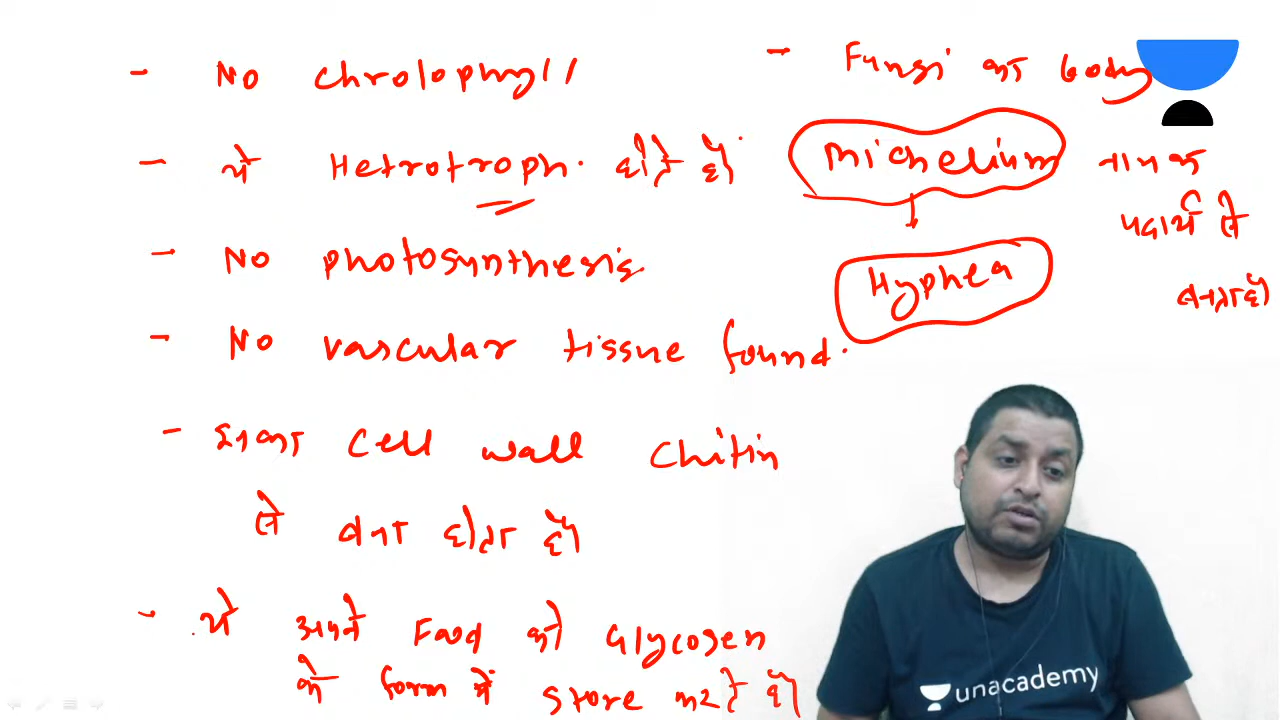 - No chrolophyll
- ये Hetrotroph. होते हैं
- No photosynthesis
- No vascular tissue found.
- इनका cell wall chitin
से बना होता है
- ये अपने Food को Glycogen
के form में store करते हैं
- Fungi का body
Michelium नामक
पदार्थ से
बनता है
Hyphea
unacademy